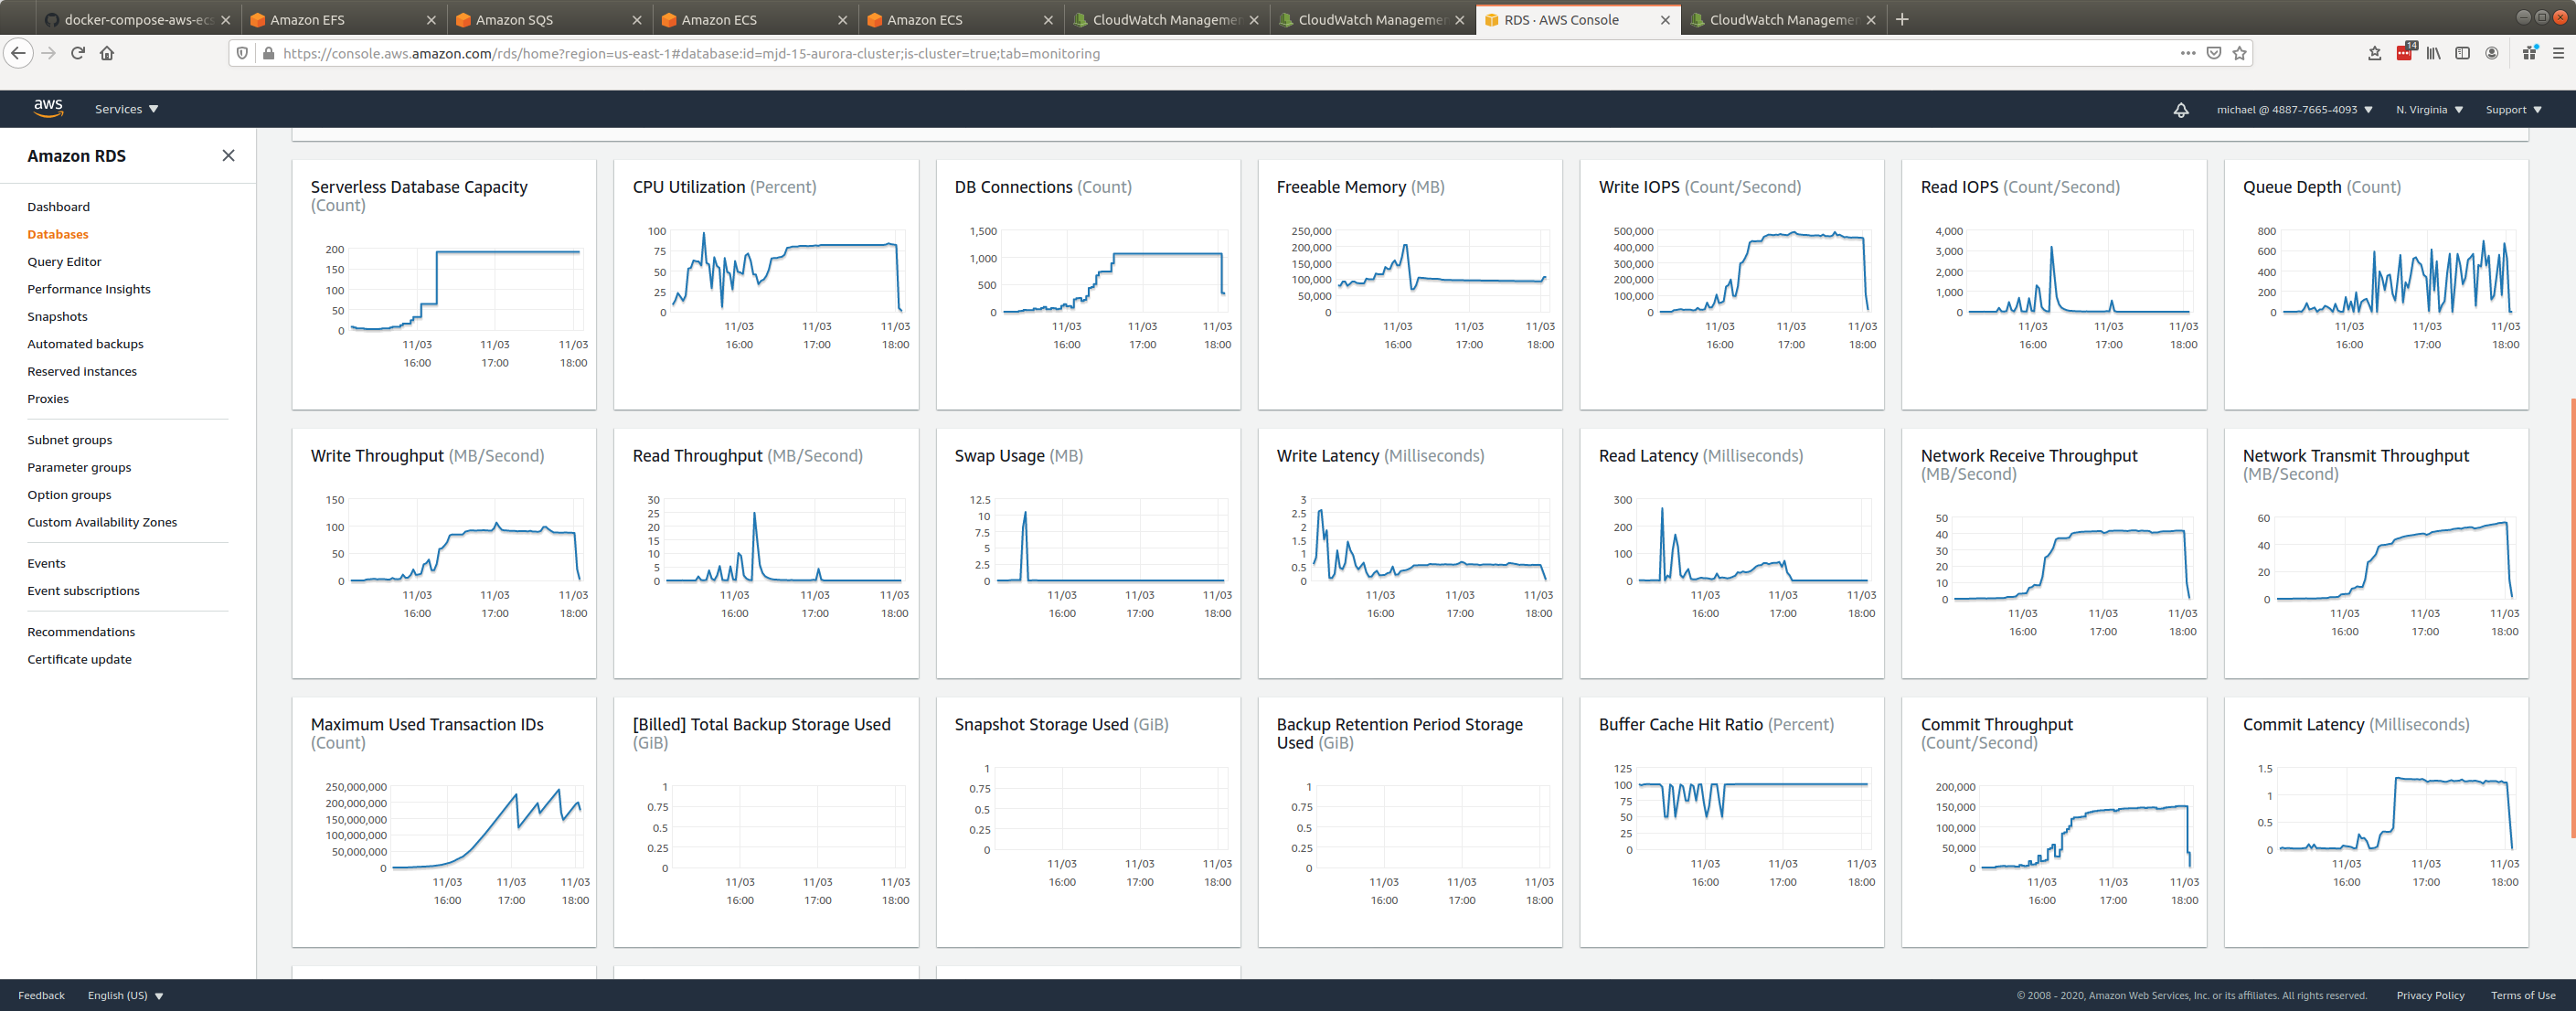 docker-compose-aws-ecs
Amazon EFS
Amazon SQS
Amazon ECS
Amazon ECS
CloudWatch Managemen
CloudWatch Managemen
RDS · AWS Console
CloudWatch Managemen
https://console.aws.amazon.com/rds/home?region=us-east-1#database:id=mjd-15-aurora-cluster;is-cluster=true;tab=monitoring
14
aws
Services
michael @ 4887-7665-4093
N. Virginia
Support
Amazon RDS
Dashboard
Databases
Query Editor
Performance Insights
Snapshots
Automated backups
Reserved instances
Proxies
Subnet groups
Parameter groups
Option groups
Custom Availability Zones
Events
Event subscriptions
Recommendations
Certificate update
Serverless Database Capacity
(Count)
200
150
100
50
0
11/03 11/03 11/03
16:00 17:00 18:00
CPU Utilization (Percent)
100
75
50
25
0
11/03 11/03 11/03
16:00 17:00 18:00
DB Connections (Count)
1,500
1,000
500
0
11/03 11/03 11/03
16:00 17:00 18:00
Freeable Memory (MB)
250,000
200,000
150,000
100,000
50,000
0
11/03 11/03 11/03
16:00 17:00 18:00
Write IOPS (Count/Second)
500,000
400,000
300,000
200,000
100,000
0
11/03 11/03 11/03
16:00 17:00 18:00
Read IOPS (Count/Second)
4,000
3,000
2,000
1,000
0
11/03 11/03 11/03
16:00 17:00 18:00
Queue Depth (Count)
800
600
400
200
0
11/03 11/03 11/03
16:00 17:00 18:00
Write Throughput (MB/Second)
150
100
50
0
11/03 11/03 11/03
16:00 17:00 18:00
Read Throughput (MB/Second)
30
25
20
15
10
5
0
11/03 11/03 11/03
16:00 17:00 18:00
Swap Usage (MB)
12.5
10
7.5
5
2.5
0
11/03 11/03 11/03
16:00 17:00 18:00
Write Latency (Milliseconds)
3
2.5
2
1.5
1
0.5
0
11/03 11/03 11/03
16:00 17:00 18:00
Read Latency (Milliseconds)
300
200
100
0
11/03 11/03 11/03
16:00 17:00 18:00
Network Receive Throughput
(MB/Second)
50
40
30
20
10
0
11/03 11/03 11/03
16:00 17:00 18:00
Network Transmit Throughput
(MB/Second)
60
40
20
0
11/03 11/03 11/03
16:00 17:00 18:00
Maximum Used Transaction IDs
(Count)
250,000,000
200,000,000
150,000,000
100,000,000
50,000,000
0
11/03 11/03 11/03
16:00 17:00 18:00
[Billed] Total Backup Storage Used
(GiB)
1
0.75
0.5
0.25
0
11/03 11/03 11/03
16:00 17:00 18:00
Snapshot Storage Used (GiB)
1
0.75
0.5
0.25
0
11/03 11/03 11/03
16:00 17:00 18:00
Backup Retention Period Storage
Used (GiB)
1
0.75
0.5
0.25
0
11/03 11/03 11/03
16:00 17:00 18:00
Buffer Cache Hit Ratio (Percent)
125
100
75
50
25
0
11/03 11/03 11/03
16:00 17:00 18:00
Commit Throughput
(Count/Second)
200,000
150,000
100,000
50,000
0
11/03 11/03 11/03
16:00 17:00 18:00
Commit Latency (Milliseconds)
1.5
1
0.5
0
11/03 11/03 11/03
16:00 17:00 18:00
Feedback
English (US)
© 2008 - 2020, Amazon Web Services, Inc. or its affiliates. All rights reserved.
Privacy Policy
Terms of Use